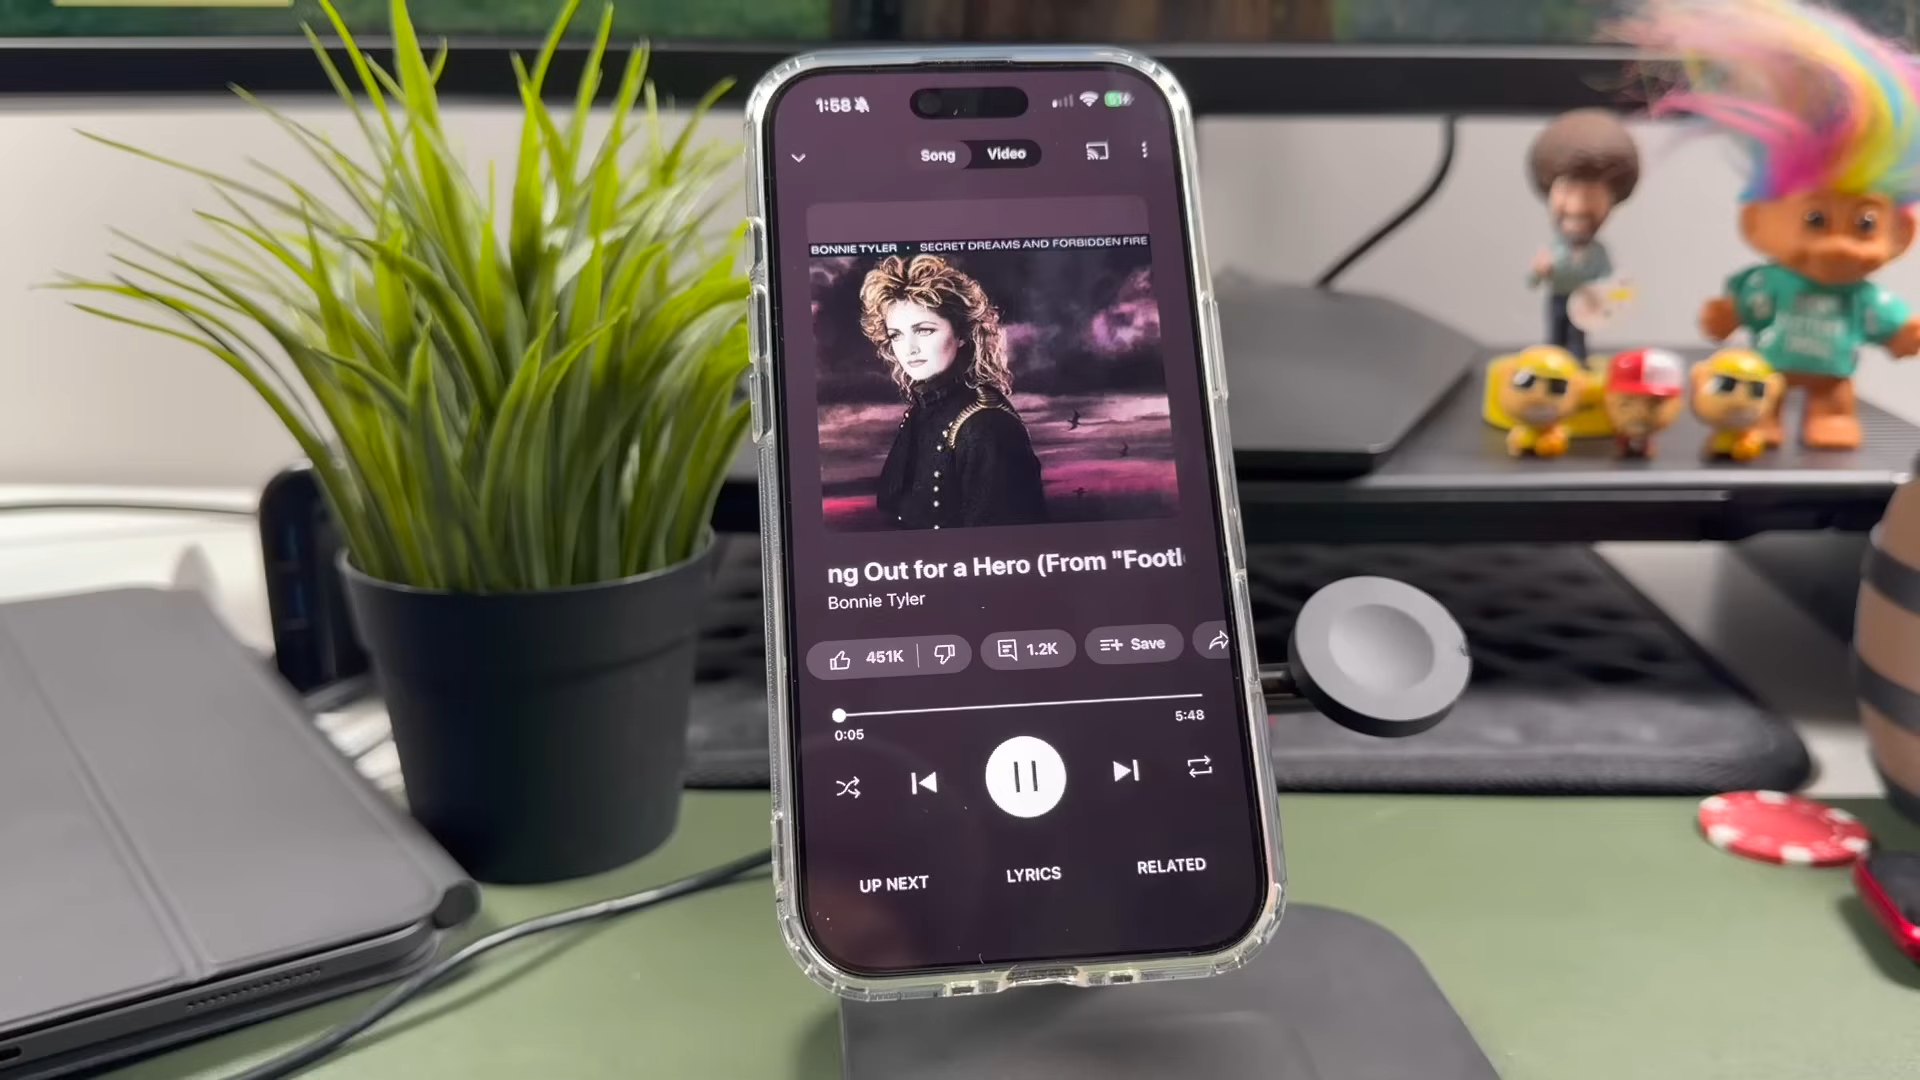 1:58
Song Video
BONNIE TYLER · SECRET DREAMS AND FORBIDDEN FIRE
ng Out for a Hero (From "Footl
Bonnie Tyler
451K 1.2K Save
0:05 5:48
UP NEXT LYRICS RELATED